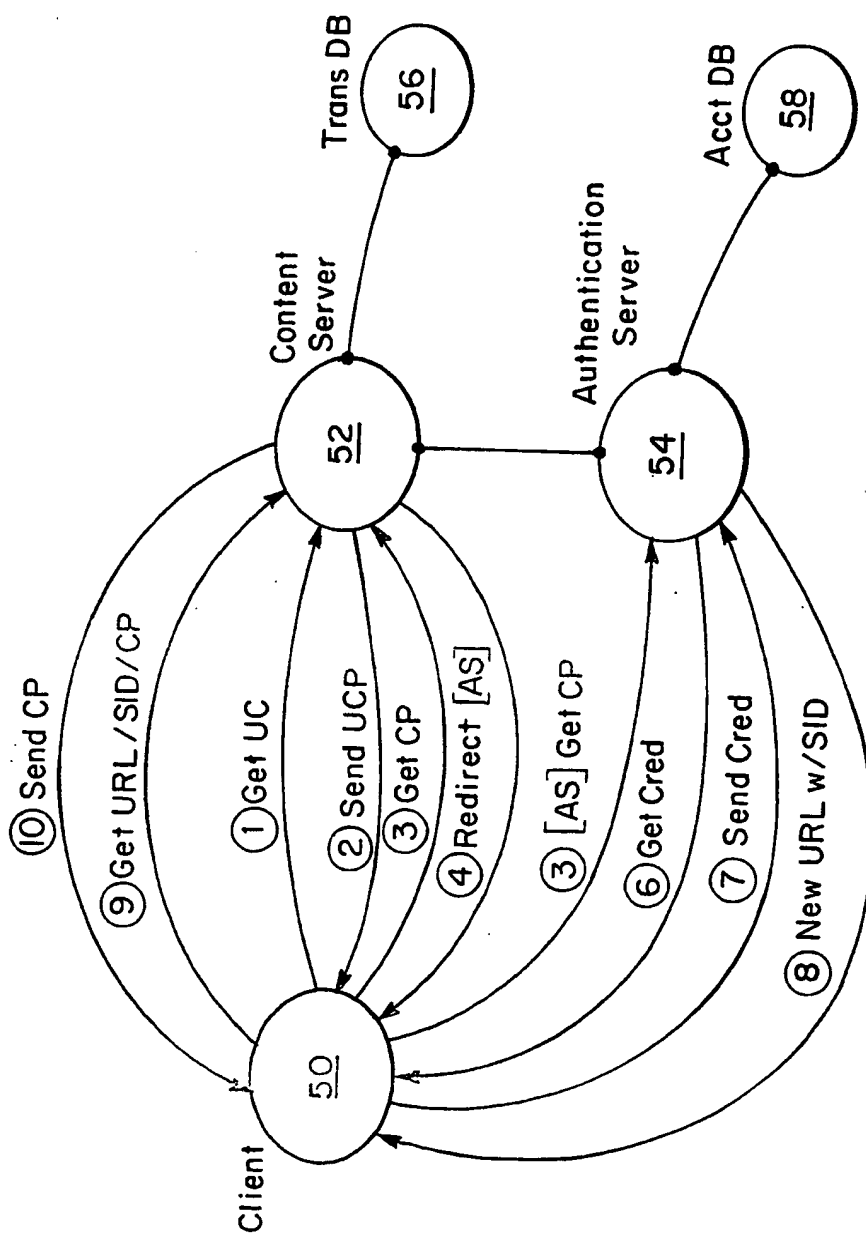 ⑩ Send CP
⑨ Get URL/SID/CP
① Get UC
② Send UCP
③ Get CP
④ Redirect [AS]
③ [AS] Get CP
⑥ Get Cred
⑦ Send Cred
⑧ New URL w/SID
Client
50
Content
Server
52
Trans DB
56
Authentication
Server
54
Acct DB
58